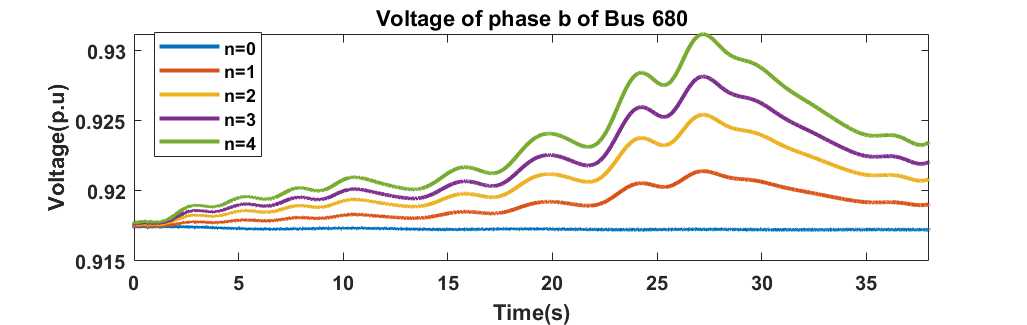 Voltage of phase b of Bus 680
Voltage(p.u)
0.93
0.925
0.92
0.915
n=0
n=1
n=2
n=3
n=4
0 5 10 15 20 25 30 35
Time(s)